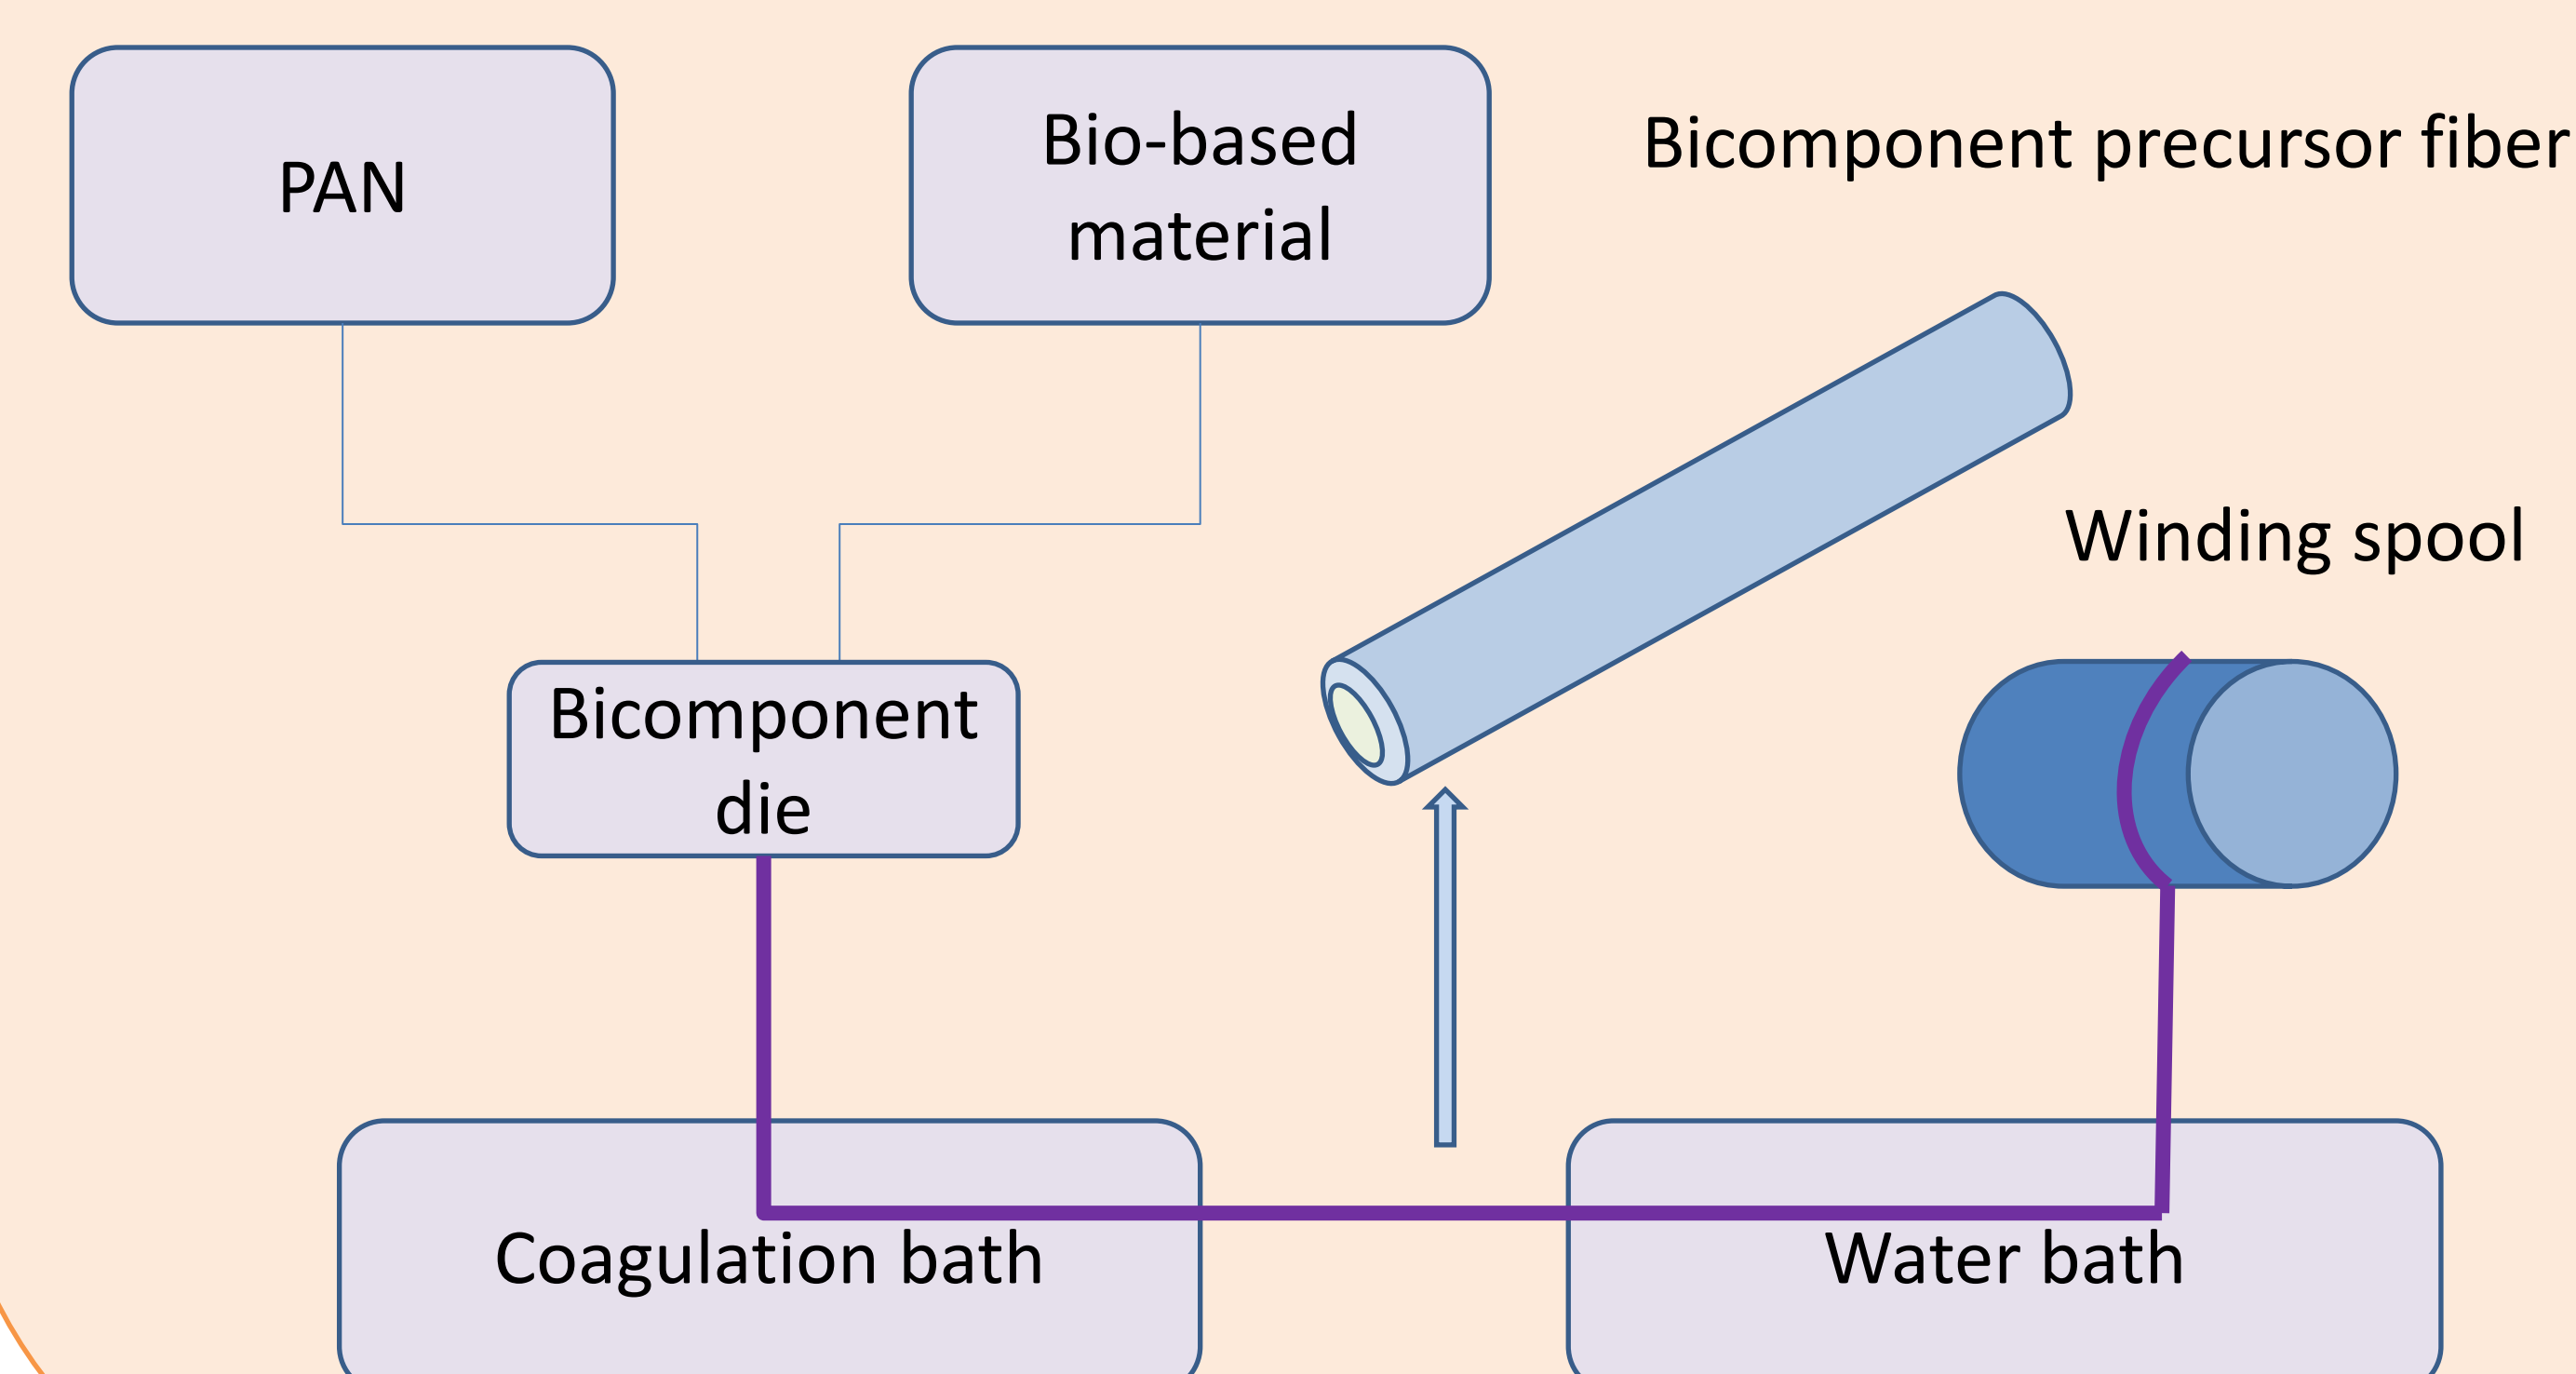 PAN
Bio-based
material
Bicomponent precursor fiber
Winding spool
Bicomponent
die
Coagulation bath
Water bath